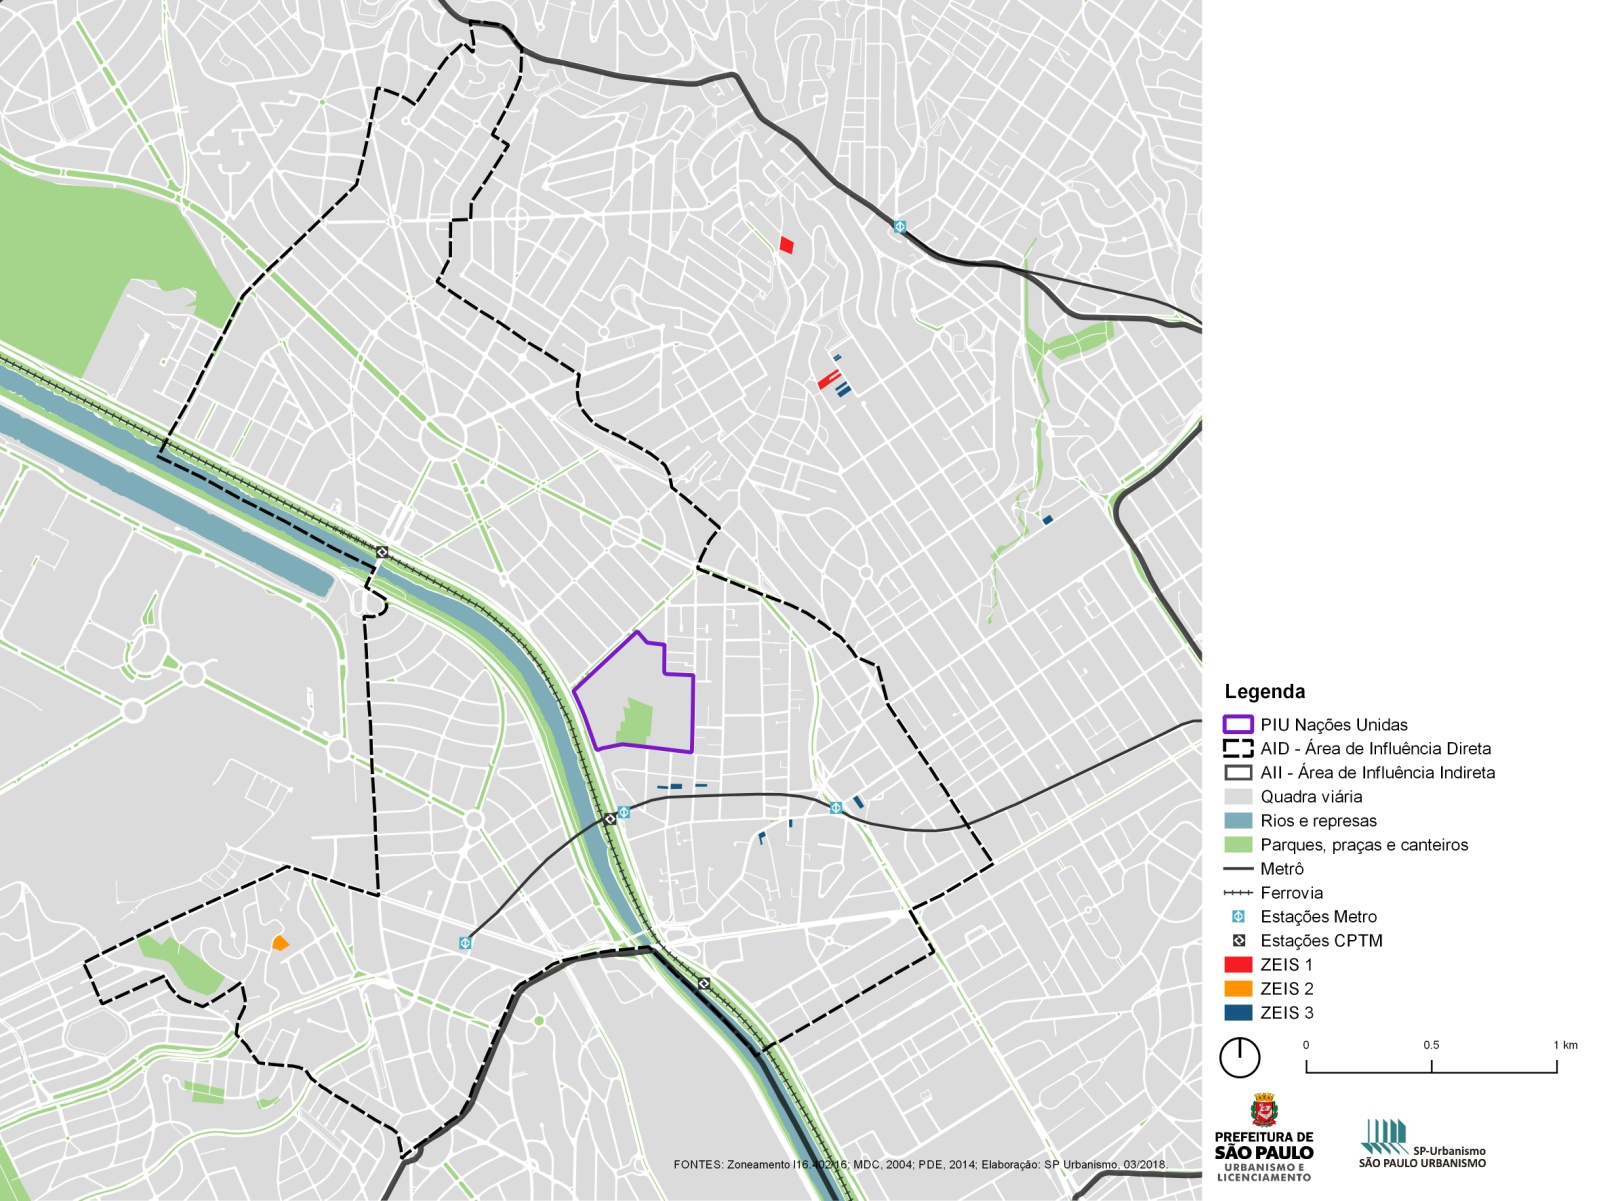 Legenda
PIU Nações Unidas
AID - Área de Influência Direta
AII - Área de Influência Indireta
Quadra viária
Rios e represas
Parques, praças e canteiros
Metrô
Ferrovia
Estações Metro
Estações CPTM
ZEIS 1
ZEIS 2
ZEIS 3
0 0.5 1 km
PREFEITURA DE
SÃO PAULO
URBANISMO E
LICENCIAMENTO
SP-Urbanismo
SÃO PAULO URBANISMO
FONTES: Zoneamento l16.402/16; MDC, 2004; PDE, 2014; Elaboração: SP Urbanismo, 03/2018.